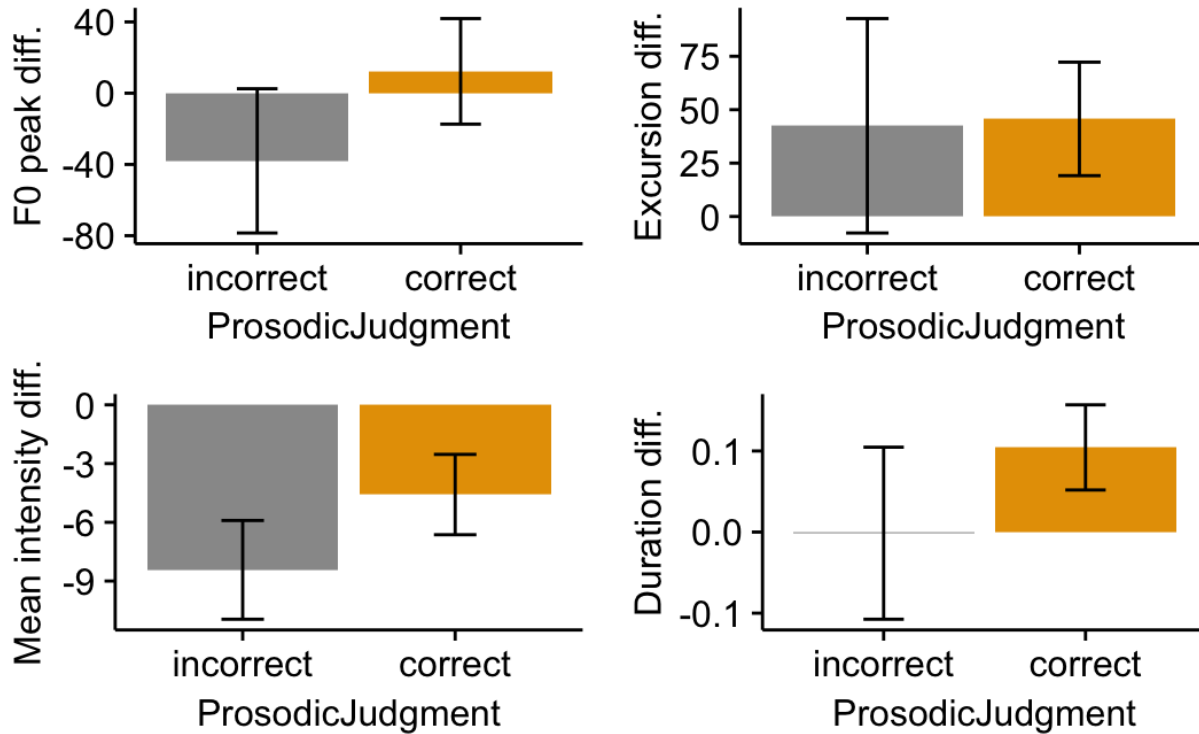 F0 peak diff.
40
0
-40
-80
incorrect correct
ProsodicJudgment
Excursion diff.
75
50
25
0
incorrect correct
ProsodicJudgment
Mean intensity diff.
0
-3
-6
-9
incorrect correct
ProsodicJudgment
Duration diff.
0.1
0.0
-0.1
incorrect correct
ProsodicJudgment